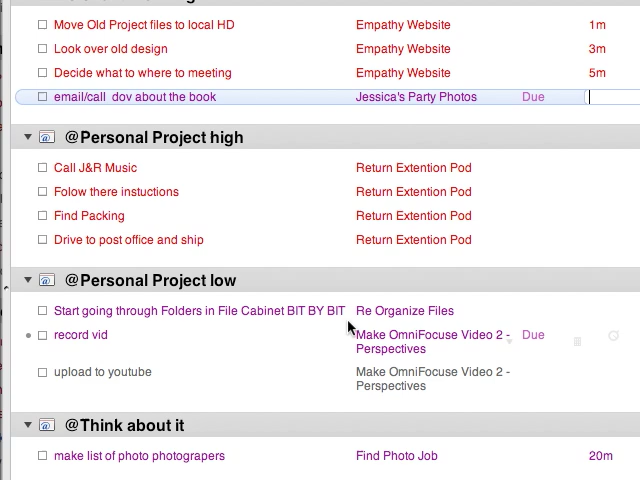 Move Old Project files to local HD Empathy Website 1m
Look over old design Empathy Website 3m
Decide what to where to meeting Empathy Website 5m
email/call dov about the book Jessica's Party Photos Due
@Personal Project high
Call J&R Music Return Extention Pod
Folow there instuctions Return Extention Pod
Find Packing Return Extention Pod
Drive to post office and ship Return Extention Pod
@Personal Project low
Start going through Folders in File Cabinet BIT BY BIT Re Organize Files
record vid Make OmniFocuse Video 2 - Due
Perspectives
upload to youtube Make OmniFocuse Video 2 -
Perspectives
@Think about it
make list of photo photograpers Find Photo Job 20m